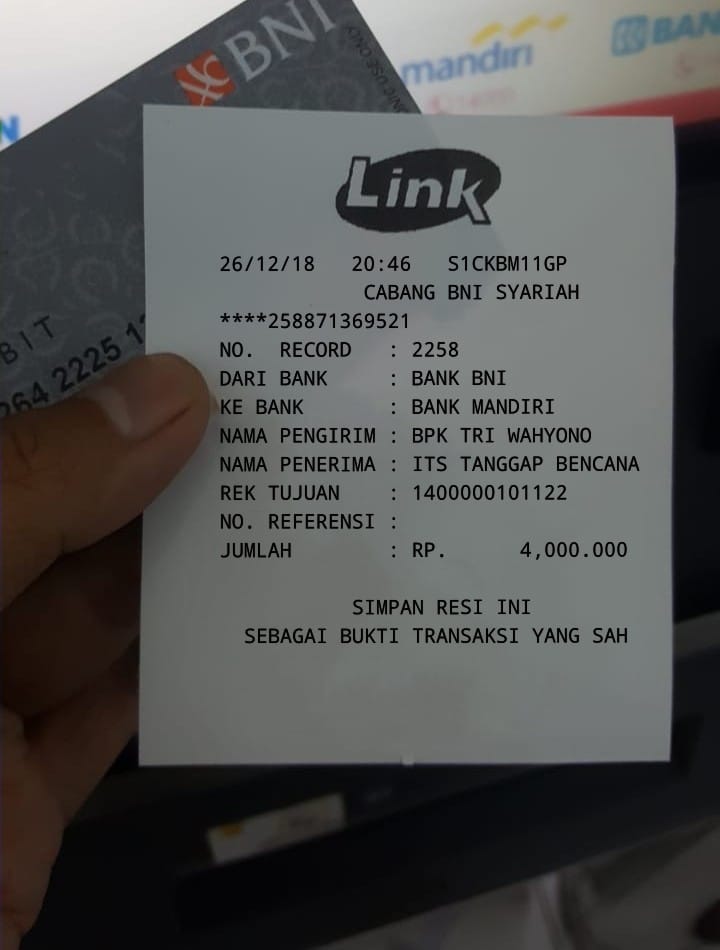 BNI
mandiri
BAN
N
BIT
264 2225 1
Link
26/12/18 20:46 S1CKBM11GP
CABANG BNI SYARIAH
****258871369521
NO. RECORD : 2258
DARI BANK : BANK BNI
KE BANK : BANK MANDIRI
NAMA PENGIRIM : BPK TRI WAHYONO
NAMA PENERIMA : ITS TANGGAP BENCANA
REK TUJUAN : 1400000101122
NO. REFERENSI :
JUMLAH : RP. 4,000.000
SIMPAN RESI INI
SEBAGAI BUKTI TRANSAKSI YANG SAH